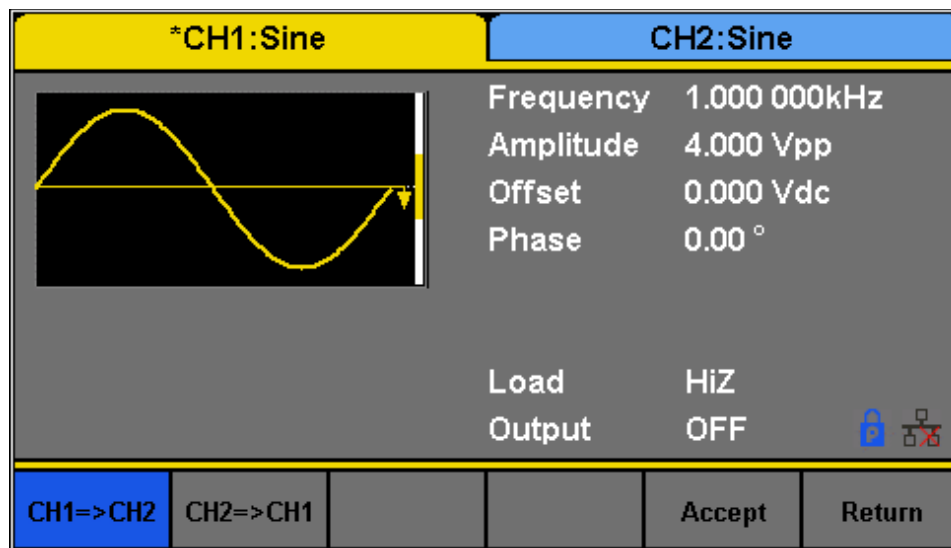 *CH1:Sine CH2:Sine
Frequency 1.000 000kHz
Amplitude 4.000 Vpp
Offset 0.000 Vdc
Phase 0.00 °
Load HiZ
Output OFF
P
CH1=>CH2 CH2=>CH1 Accept Return